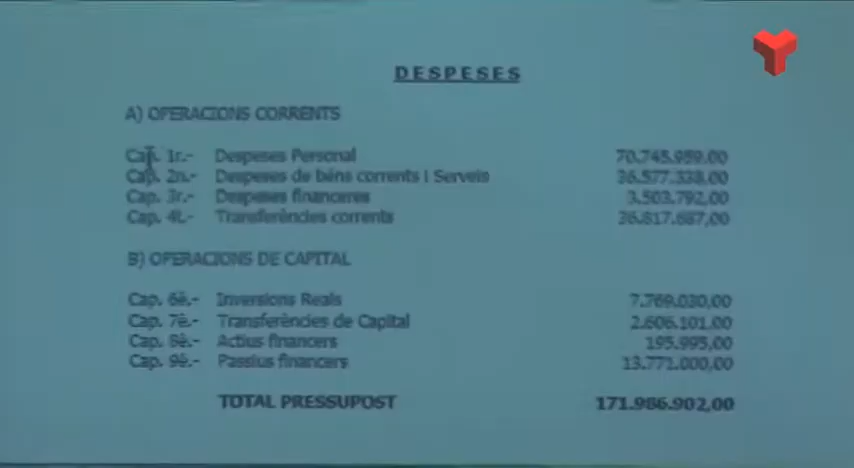 DESPESES
A) OPERACIONS CORRENTS
Cap. 1r.- Despeses Personal 70.745.959,00
Cap. 2n.- Despeses de béns corrents i Serveis 36.577.338,00
Cap. 3r.- Despeses financeres 3.503.792,00
Cap. 4t.- Transferències corrents 36.817.687,00
B) OPERACIONS DE CAPITAL
Cap. 6è.- Inversions Reals 7.769.030,00
Cap. 7è.- Transferències de Capital 2.606.101,00
Cap. 8è.- Actius financers 195.995,00
Cap. 9è.- Passius financers 13.771.000,00
TOTAL PRESSUPOST 171.986.902,00